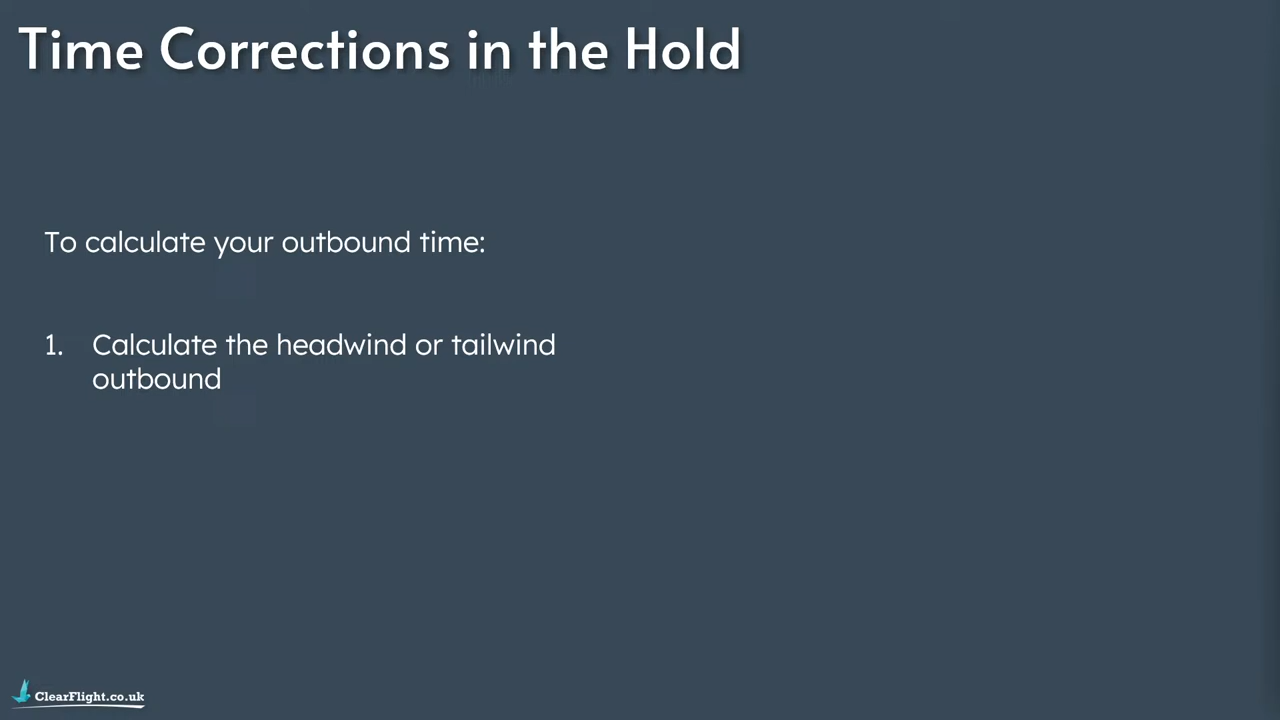 Time Corrections in the Hold
To calculate your outbound time:
1. Calculate the headwind or tailwind
outbound
ClearFlight.co.uk